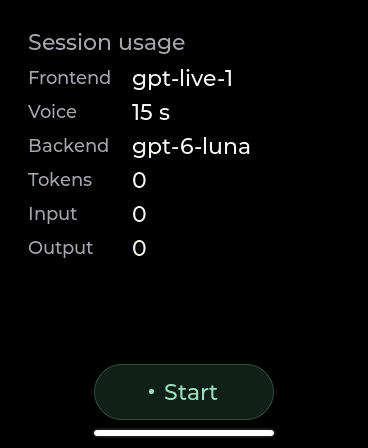 Session usage
Frontend gpt-live-1
Voice 15 s
Backend gpt-6-luna
Tokens 0
Input 0
Output 0
Start